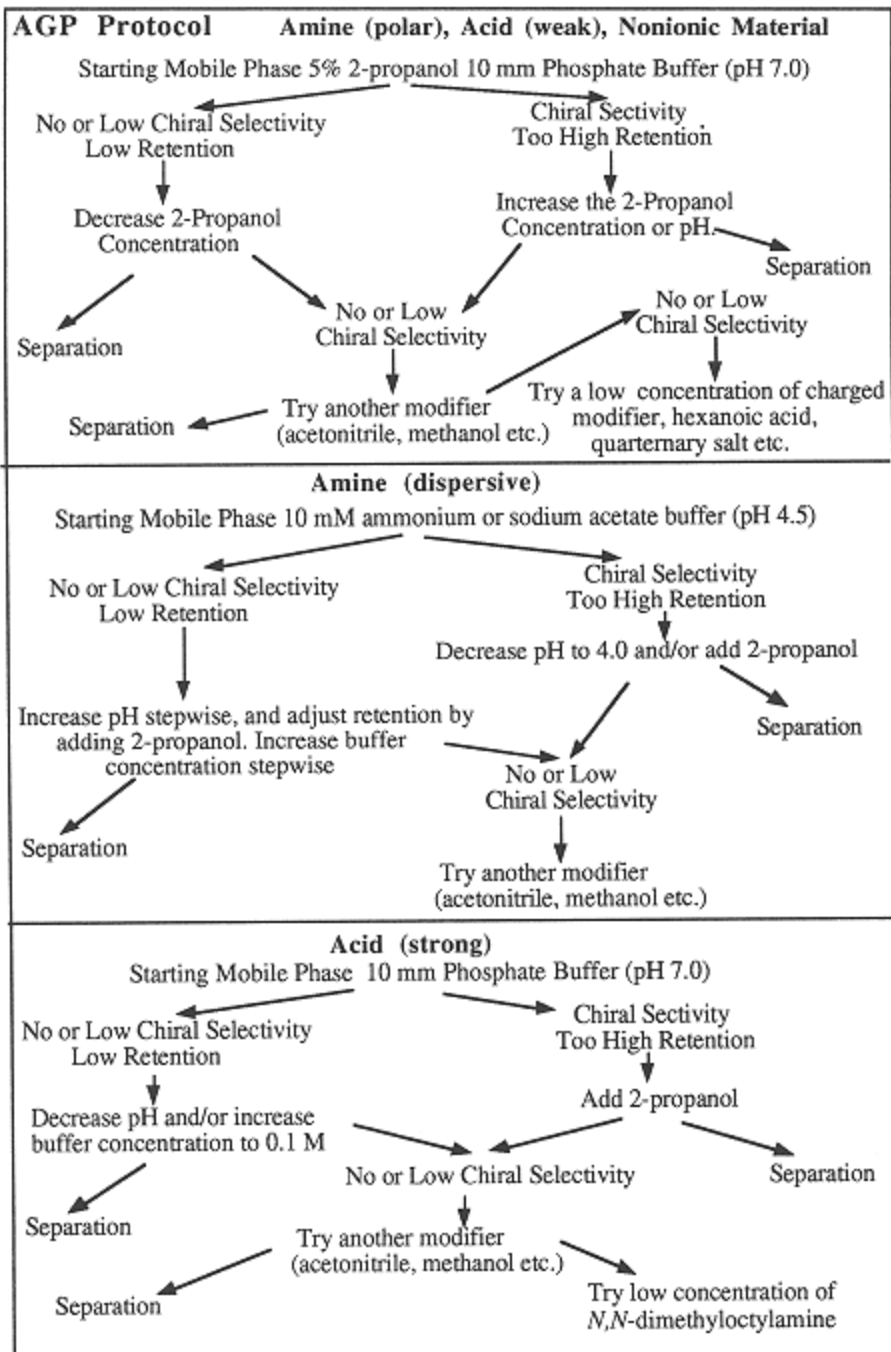 AGP Protocol Amine (polar), Acid (weak), Nonionic Material
Starting Mobile Phase 5% 2-propanol 10 mm Phosphate Buffer (pH 7.0)
No or Low Chiral Selectivity
Low Retention
Chiral Sectivity
Too High Retention
Decrease 2-Propanol
Concentration
Increase the 2-Propanol
Concentration or pH.
Separation
Separation
No or Low
Chiral Selectivity
No or Low
Chiral Selectivity
Separation
Try another modifier
(acetonitrile, methanol etc.)
Try a low concentration of charged
modifier, hexanoic acid,
quarternary salt etc.
Amine (dispersive)
Starting Mobile Phase 10 mM ammonium or sodium acetate buffer (pH 4.5)
No or Low Chiral Selectivity
Low Retention
Chiral Selectivity
Too High Retention
Decrease pH to 4.0 and/or add 2-propanol
Increase pH stepwise, and adjust retention by
adding 2-propanol. Increase buffer
concentration stepwise
Separation
No or Low
Chiral Selectivity
Separation
Try another modifier
(acetonitrile, methanol etc.)
Acid (strong)
Starting Mobile Phase 10 mm Phosphate Buffer (pH 7.0)
No or Low Chiral Selectivity
Low Retention
Chiral Sectivity
Too High Retention
Decrease pH and/or increase
buffer concentration to 0.1 M
Add 2-propanol
No or Low Chiral Selectivity
Separation
Separation
Try another modifier
(acetonitrile, methanol etc.)
Separation
Try low concentration of
N,N-dimethyloctylamine